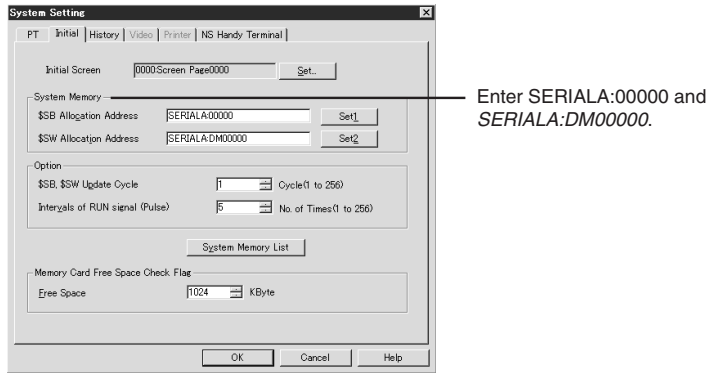 System Setting
PT Initial History Video Printer NS Handy Terminal
Initial Screen 0000:Screen Page0000 Set..
System Memory
$SB Allocation Address SERIALA:00000 Set1
$SW Allocation Address SERIALA:DM00000 Set2
Enter SERIALA:00000 and
SERIALA:DM00000.
Option
$SB, $SW Update Cycle 1 Cycle(1 to 256)
Intervals of RUN signal (Pulse) 5 No. of Times(1 to 256)
System Memory List
Memory Card Free Space Check Flag
Free Space 1024 KByte
OK Cancel Help